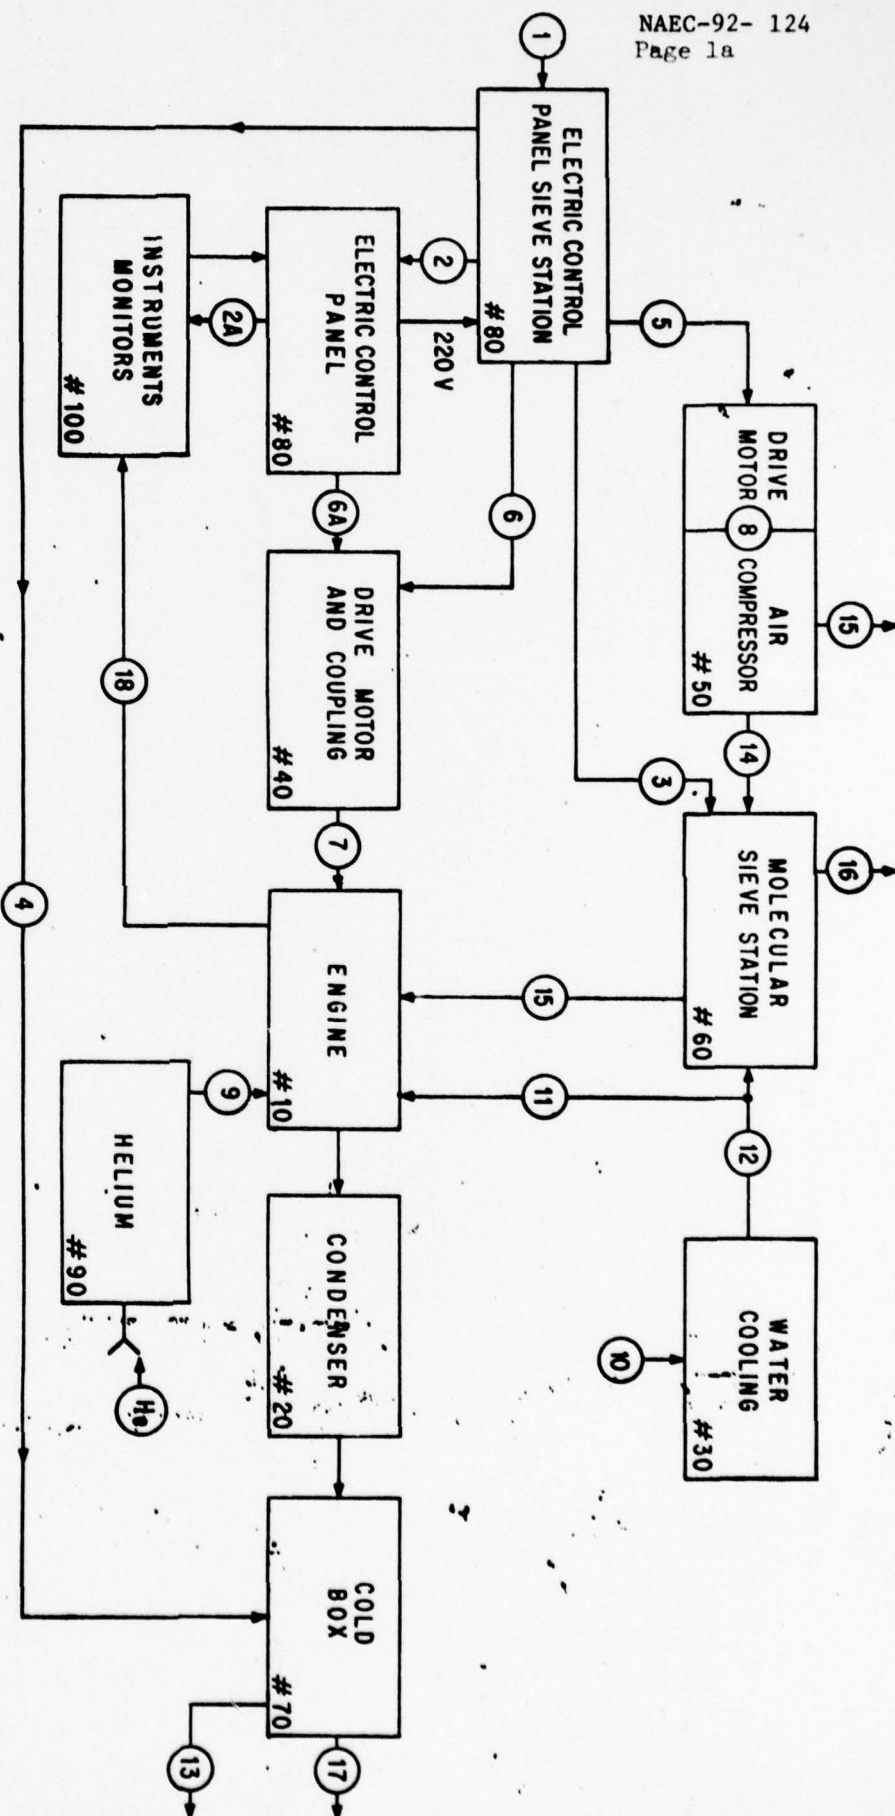 NAEC-92- 124
Page 1a
1
ELECTRIC CONTROL
PANEL SIEVE STATION
#80
2
220V
5
6
3
4
ELECTRIC CONTROL
PANEL
#80
2A
6A
INSTRUMENTS
MONITORS
#100
18
DRIVE
MOTOR
8
AIR
COMPRESSOR
#50
15
14
DRIVE MOTOR
AND COUPLING
#40
7
MOLECULAR
SIEVE STATION
#60
16
15
11
12
ENGINE
#10
9
HELIUM
#90
He
WATER
COOLING
#30
10
CONDENSER
#20
COLD
BOX
#70
13
17